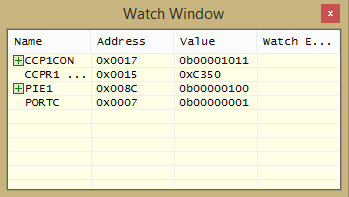 Watch Window
x
Name Address Value Watch E...
CCP1CON 0x0017 0b00001011
CCPR1 ... 0x0015 0xC350
PIE1 0x008C 0b00000100
PORTC 0x0007 0b00000001